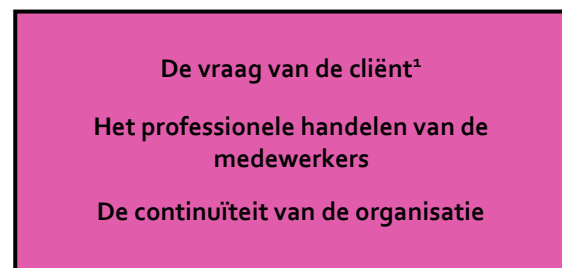 De vraag van de cliënt¹
Het professionele handelen van de
medewerkers
De continuïteit van de organisatie